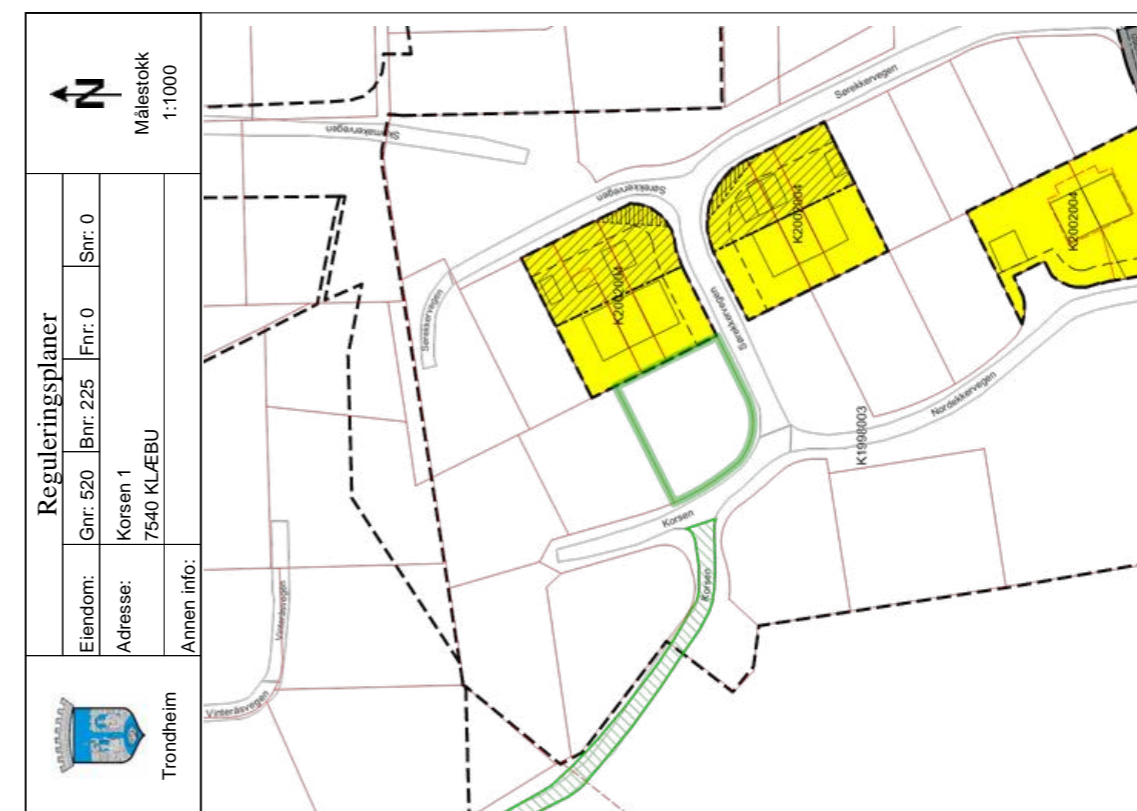 Trondheim
Reguleringsplaner
Eiendom: Gnr: 520 Bnr: 225 Fnr: 0 Snr: 0
Adresse: Korsen 1
7540 KLÆBU
Annen info:
N
Målestokk
1:1000
Skomakervegen
Sørekkervegen
Sørekkervegen
Sørekkervegen
Sørekkervegen
K2002004
K2002004
K2002004
Nordekkervegen
K1998003
Korsen
Korsen
Vinteråsvegen
Vinteråsvegen